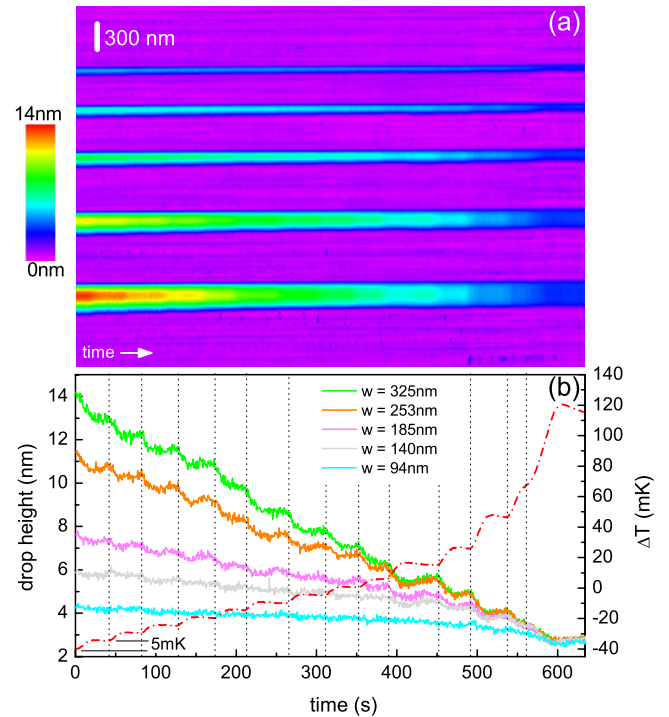 (a)
300 nm
14nm
0nm
time
(b)
14
12
10
8
6
4
2
drop height (nm)
w = 325nm
w = 253nm
w = 185nm
w = 140nm
w = 94nm
5mK
140
120
100
80
60
40
20
0
-20
-40
ΔT (mK)
0 100 200 300 400 500 600
time (s)